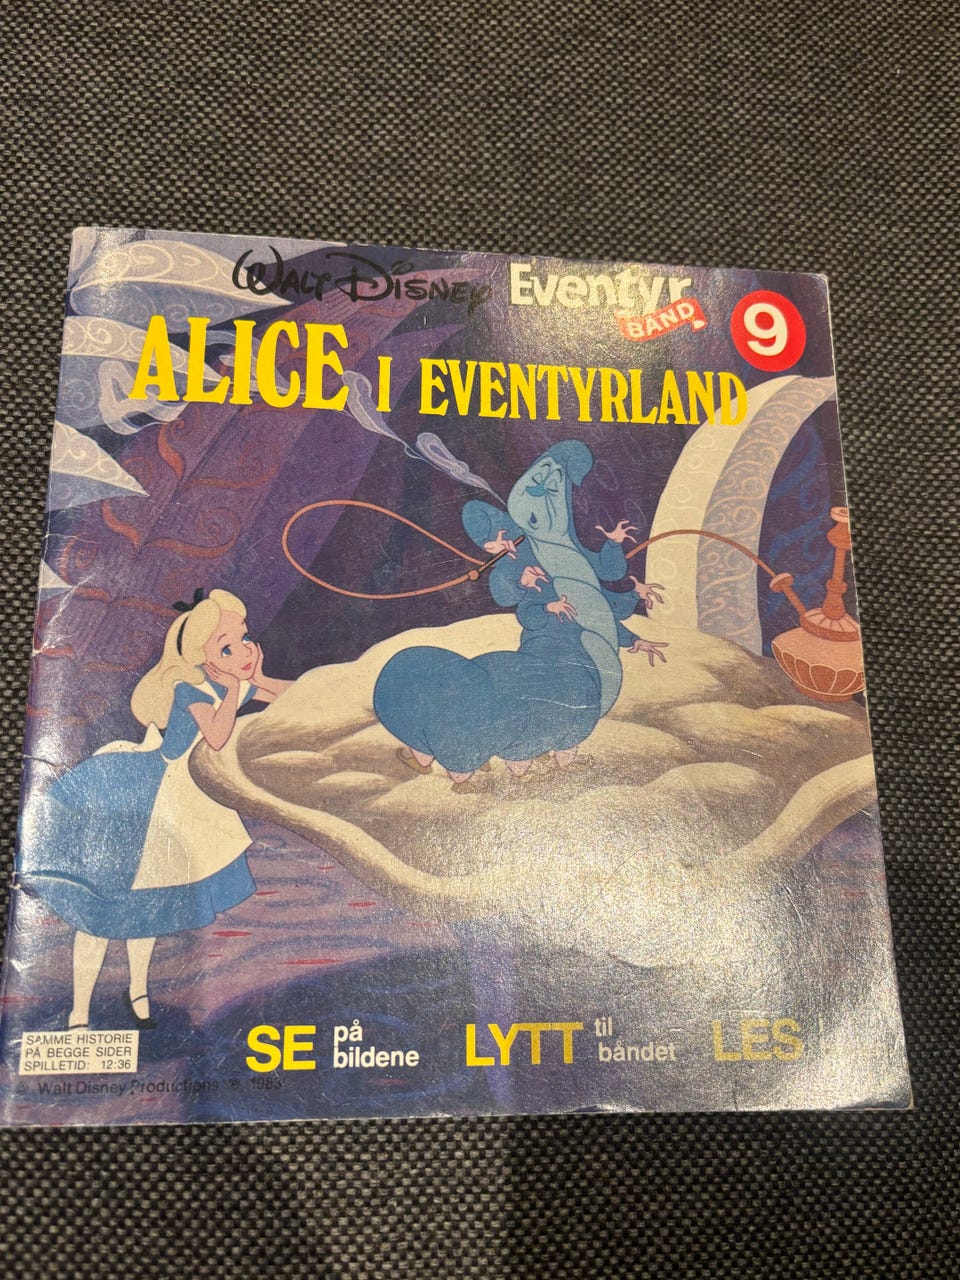 WALT DISNEY
Eventyr
BÅND
9
ALICE I EVENTYRLAND
SE på bildene
LYTT til båndet
LES
SAMME HISTORIE
PÅ BEGGE SIDER
SPILLETID: 12:36
© Walt Disney Productions ® 1983